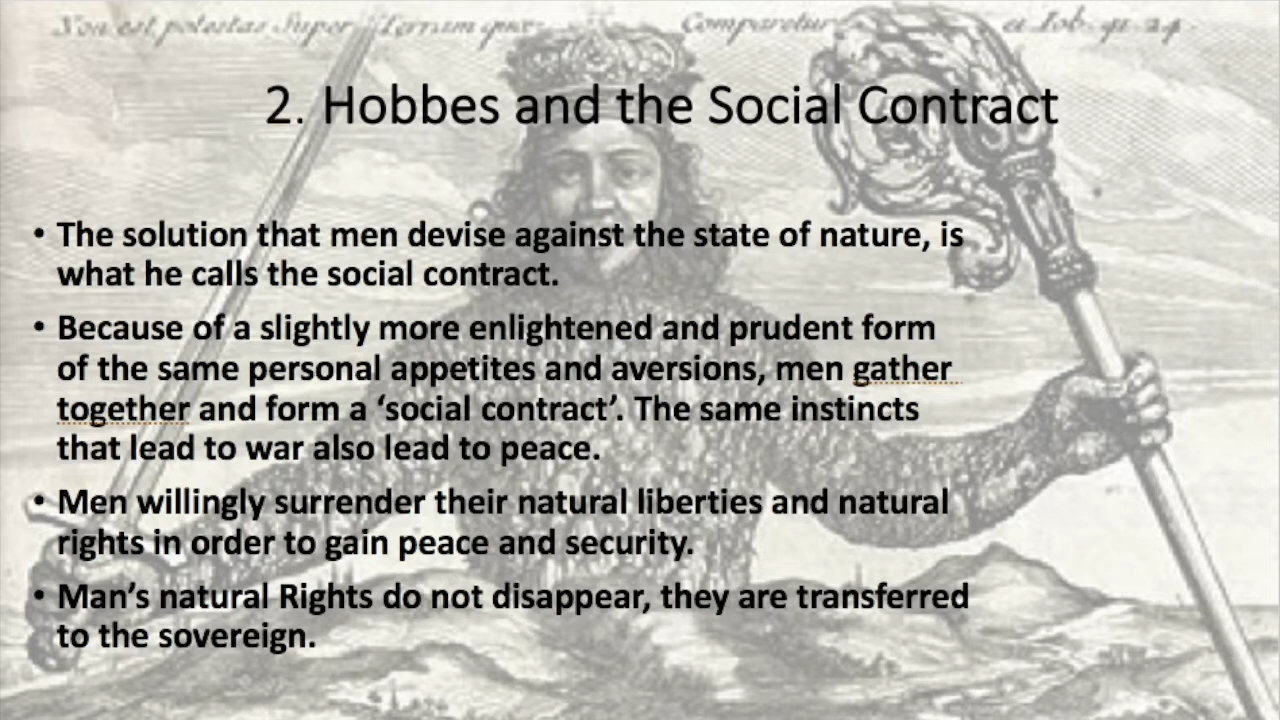 Non est potestas Super Terram quae Comparetur ei Iob. 41. 24
2. Hobbes and the Social Contract
• The solution that men devise against the state of nature, is
what he calls the social contract.
• Because of a slightly more enlightened and prudent form
of the same personal appetites and aversions, men gather
together and form a ‘social contract’. The same instincts
that lead to war also lead to peace.
• Men willingly surrender their natural liberties and natural
rights in order to gain peace and security.
• Man’s natural Rights do not disappear, they are transferred
to the sovereign.